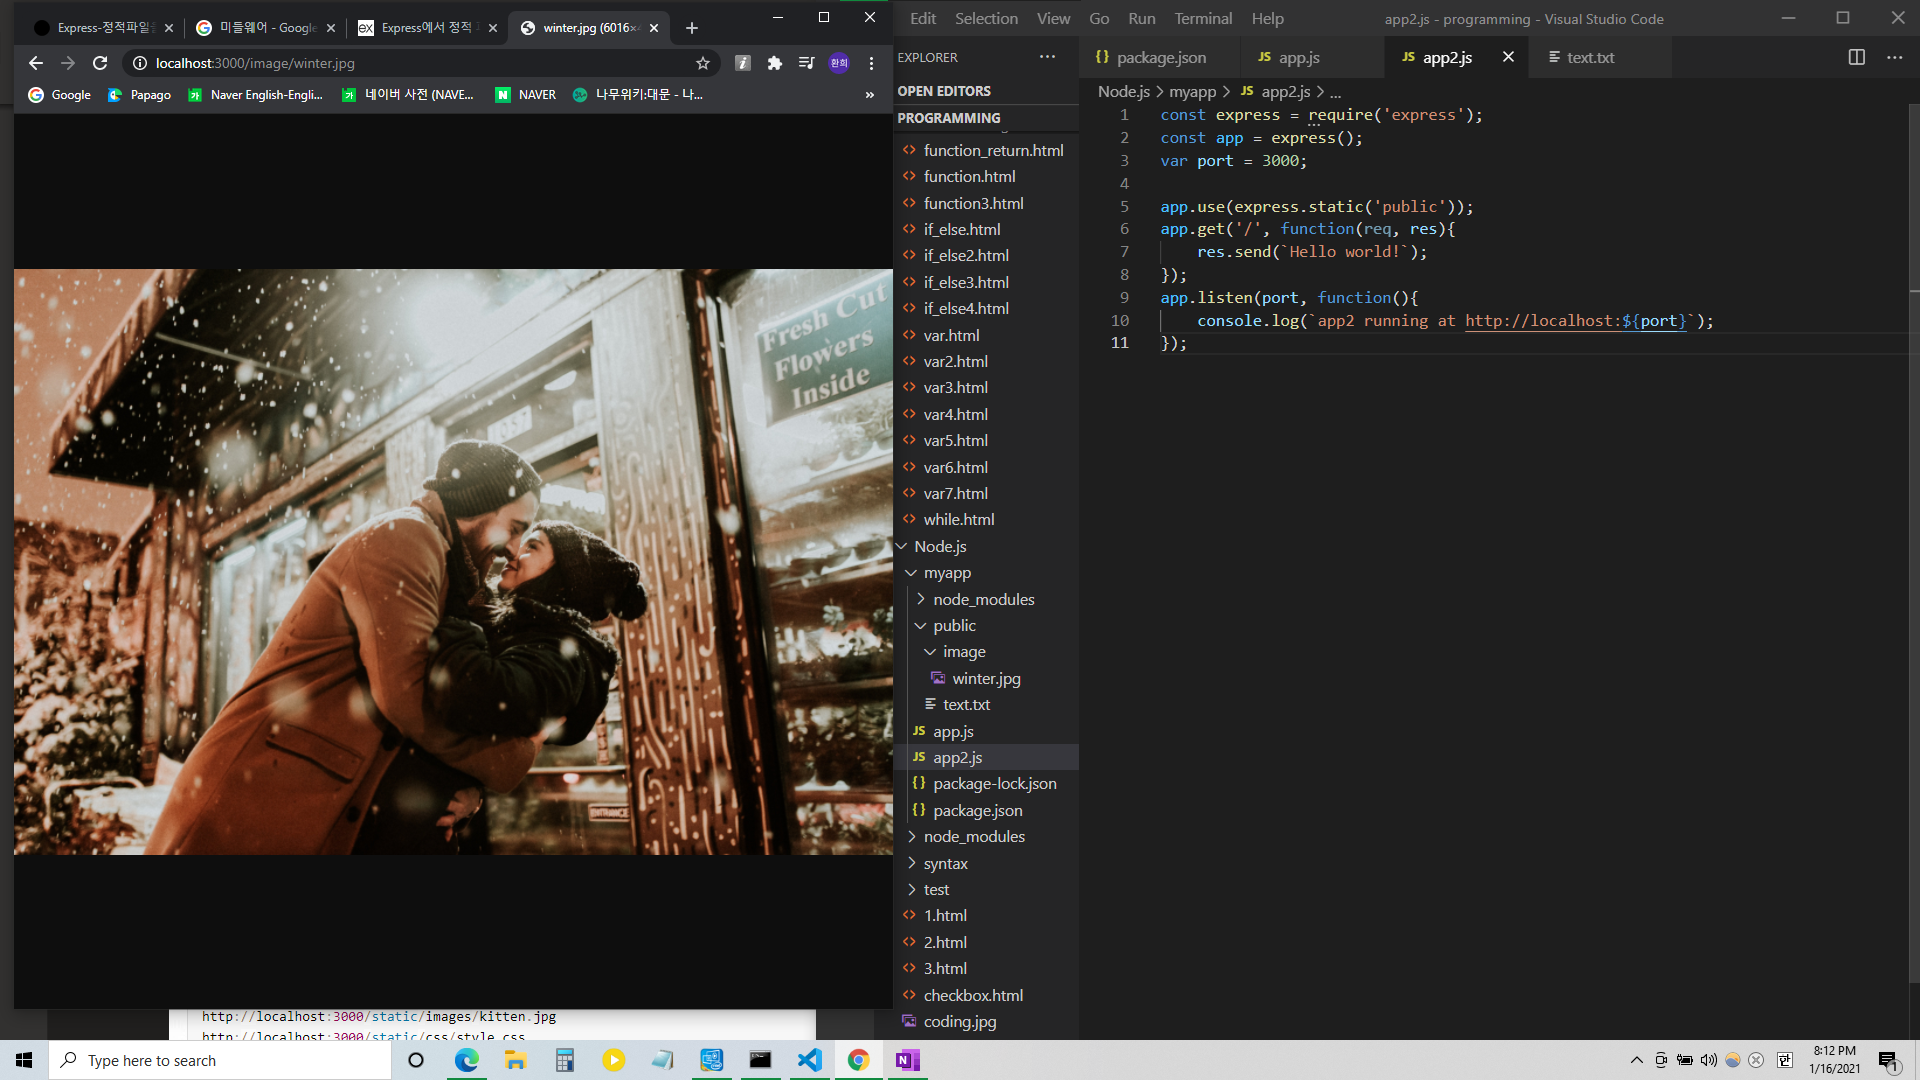 Express-정적파일을
미들웨어 - Google
Express에서 정적
winter.jpg (6016×
localhost:3000/image/winter.jpg
환희
Google
Papago
Naver English-Engli...
네이버 사전 (NAVE...
NAVER
나무위키:대문 - 나...
»
Fresh Cut
Flowers
Inside
1057
ENTRANCE
http://localhost:3000/static/images/kitten.jpg
http://localhost:3000/static/css/style.css
Edit Selection View Go Run Terminal Help
app2.js - programming - Visual Studio Code
EXPLORER
OPEN EDITORS
PROGRAMMING
function_return.html
function.html
function3.html
if_else.html
if_else2.html
if_else3.html
if_else4.html
var.html
var2.html
var3.html
var4.html
var5.html
var6.html
var7.html
while.html
Node.js
myapp
node_modules
public
image
winter.jpg
text.txt
JS app.js
JS app2.js
{} package-lock.json
{} package.json
node_modules
syntax
test
1.html
2.html
3.html
checkbox.html
coding.jpg
{} package.json
JS app.js
JS app2.js
text.txt
Node.js > myapp > JS app2.js > ...
1 const express = require('express');
2 const app = express();
3 var port = 3000;
4
5 app.use(express.static('public'));
6 app.get('/', function(req, res){
7 res.send(`Hello world!`);
8 });
9 app.listen(port, function(){
10 console.log(`app2 running at http://localhost:${port}`);
11 });
Type here to search
한
8:12 PM
1/16/2021
1